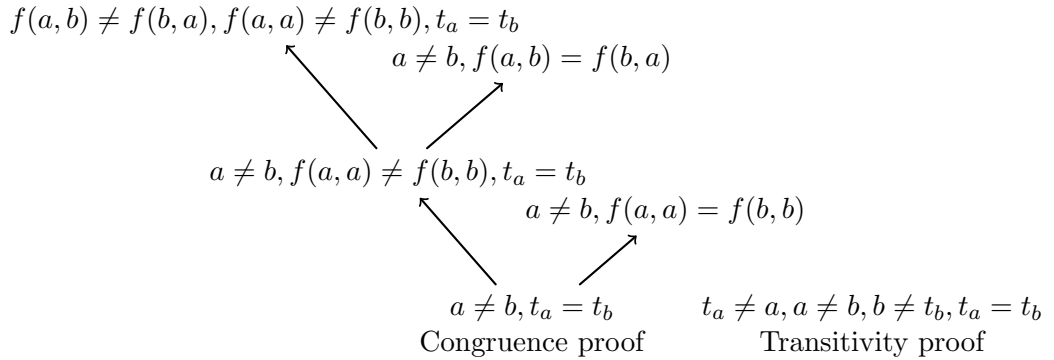 f(a, b) ≠ f(b, a), f(a, a) ≠ f(b, b), t_a = t_b
a ≠ b, f(a, b) = f(b, a)
a ≠ b, f(a, a) ≠ f(b, b), t_a = t_b
a ≠ b, f(a, a) = f(b, b)
a ≠ b, t_a = t_b
t_a ≠ a, a ≠ b, b ≠ t_b, t_a = t_b
Congruence proof
Transitivity proof